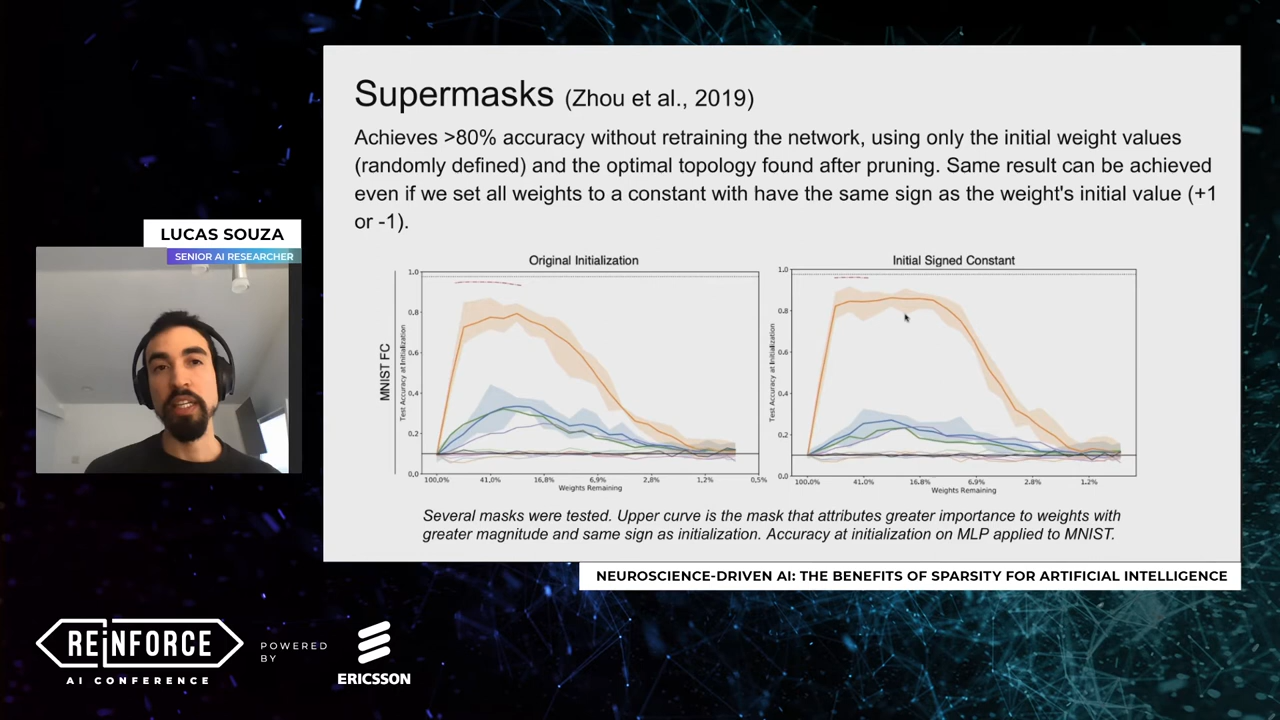 Supermasks (Zhou et al., 2019)
Achieves >80% accuracy without retraining the network, using only the initial weight values
(randomly defined) and the optimal topology found after pruning. Same result can be achieved
even if we set all weights to a constant with have the same sign as the weight's initial value (+1
or -1).
LUCAS SOUZA
SENIOR AI RESEARCHER
Original Initialization
MNIST FC
Test Accuracy at Initialization
1.0
0.8
0.6
0.4
0.2
0.0
100.0% 41.0% 16.8% 6.9% 2.8% 1.2% 0.5%
Weights Remaining
Initial Signed Constant
Test Accuracy at Initialization
1.0
0.8
0.6
0.4
0.2
0.0
100.0% 41.0% 16.8% 6.9% 2.8% 1.2%
Weights Remaining
Several masks were tested. Upper curve is the mask that attributes greater importance to weights with
greater magnitude and same sign as initialization. Accuracy at initialization on MLP applied to MNIST.
NEUROSCIENCE-DRIVEN AI: THE BENEFITS OF SPARSITY FOR ARTIFICIAL INTELLIGENCE
REiNFORCE
AI CONFERENCE
POWERED
BY
ERICSSON